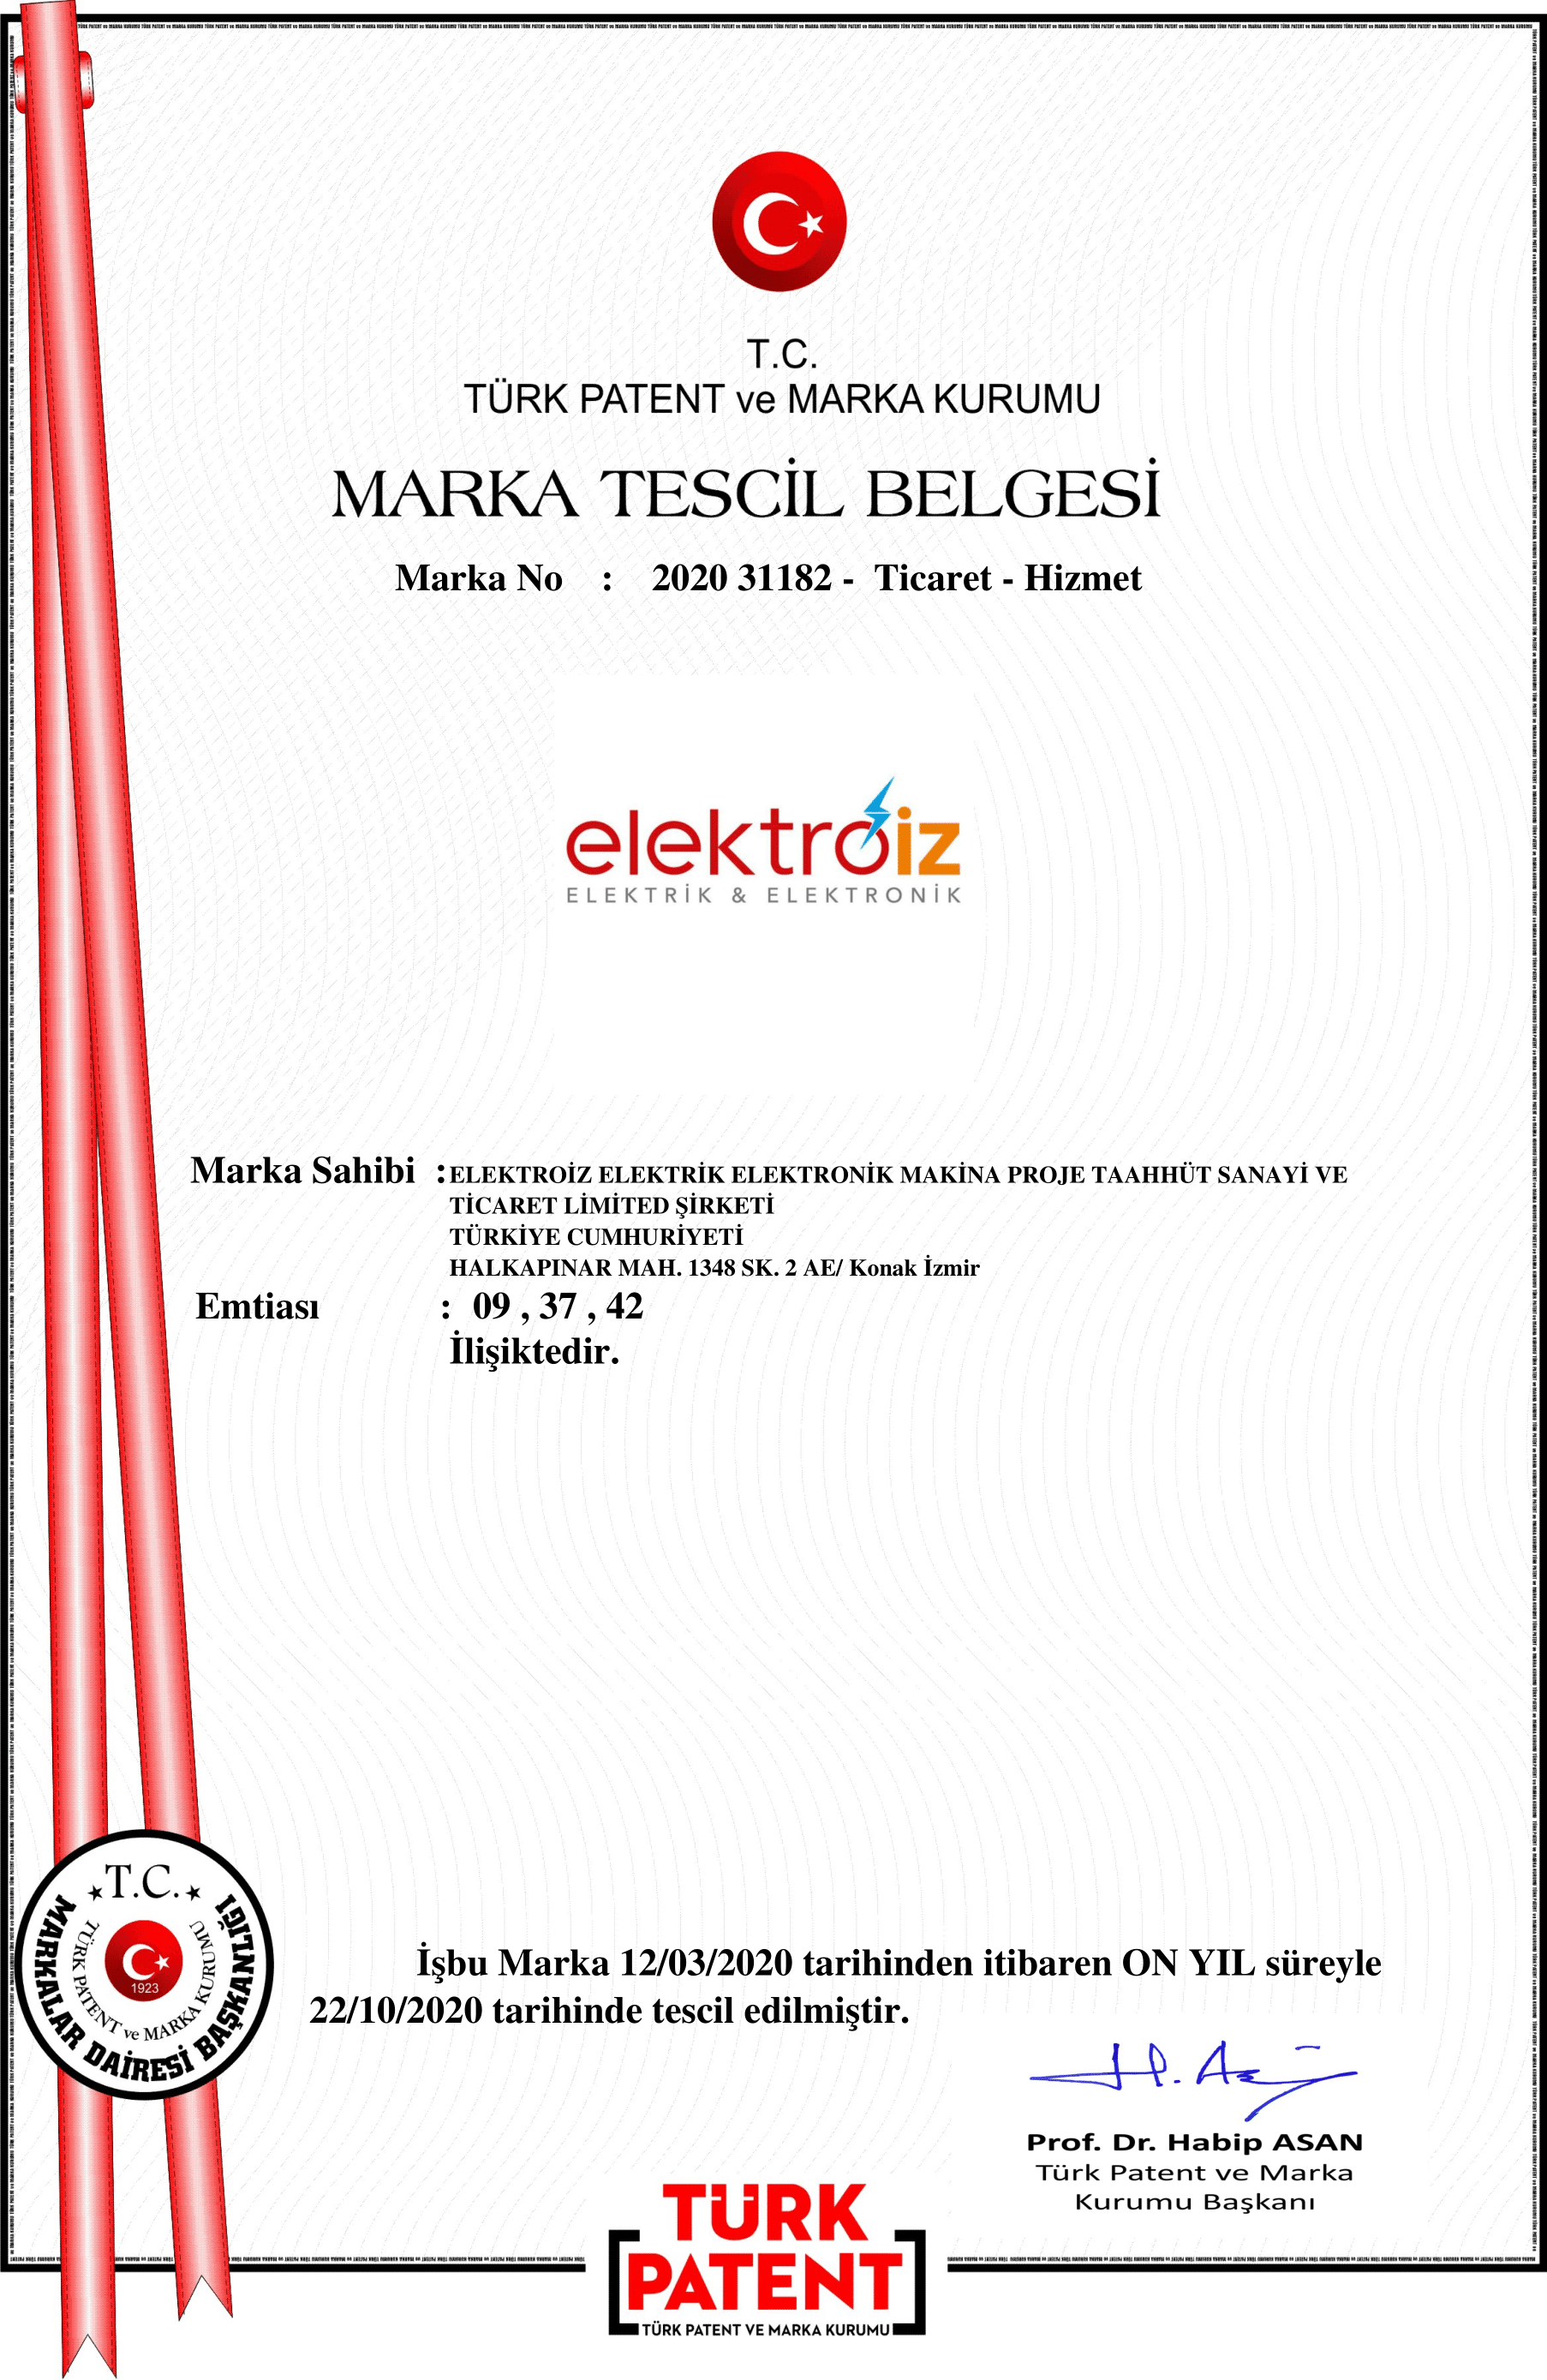 T.C.
TÜRK PATENT ve MARKA KURUMU
MARKA TESCİL BELGESİ
Marka No : 2020 31182 - Ticaret - Hizmet
elektroiz
ELEKTRİK & ELEKTRONİK
Marka Sahibi : ELEKTROİZ ELEKTRİK ELEKTRONİK MAKİNA PROJE TAAHHÜT SANAYİ VE
TİCARET LİMİTED ŞİRKETİ
TÜRKİYE CUMHURİYETİ
HALKAPINAR MAH. 1348 SK. 2 AE/ Konak İzmir
Emtiası : 09 , 37 , 42
İlişiktedir.
T.C.
MARKALAR DAİRESİ BAŞKANLIĞI
TÜRK PATENT ve MARKA KURUMU
1923
İşbu Marka 12/03/2020 tarihinden itibaren ON YIL süreyle
22/10/2020 tarihinde tescil edilmiştir.
Prof. Dr. Habip ASAN
Türk Patent ve Marka
Kurumu Başkanı
TÜRK
PATENT
TÜRK PATENT VE MARKA KURUMU